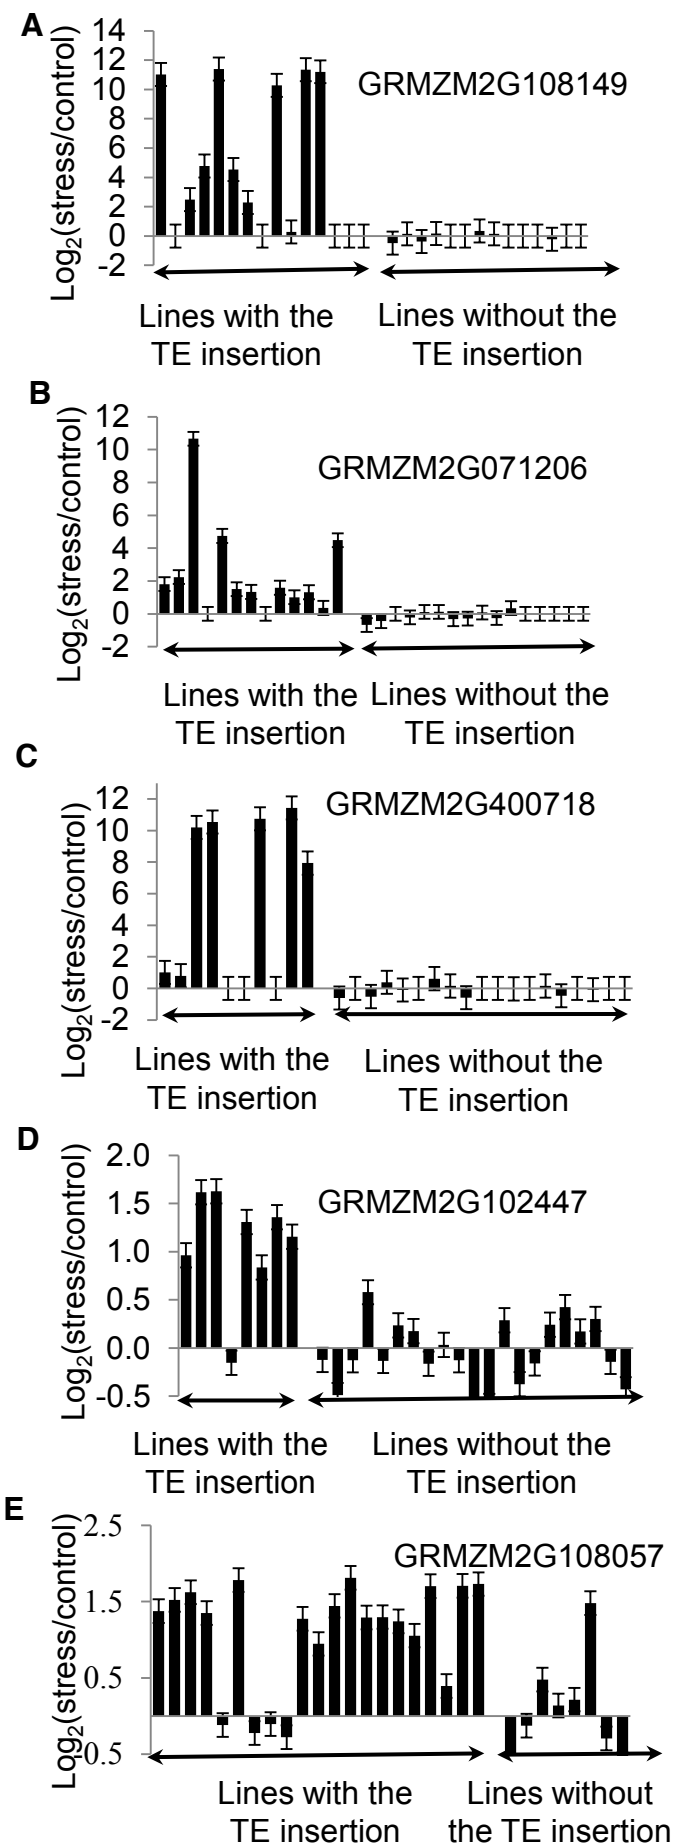 A
Log2(stress/control)
14
12
10
8
6
4
2
0
-2
GRMZM2G108149
Lines with the
TE insertion
Lines without the
TE insertion
B
Log2(stress/control)
12
10
8
6
4
2
0
-2
GRMZM2G071206
Lines with the
TE insertion
Lines without the
TE insertion
C
Log2(stress/control)
12
10
8
6
4
2
0
-2
GRMZM2G400718
Lines with the
TE insertion
Lines without the
TE insertion
D
Log2(stress/control)
2.0
1.5
1.0
0.5
0.0
-0.5
GRMZM2G102447
Lines with the
TE insertion
Lines without the
TE insertion
E
Log2(stress/control)
2.5
1.5
0.5
-0.5
GRMZM2G108057
Lines with the
TE insertion
Lines without
the TE insertion